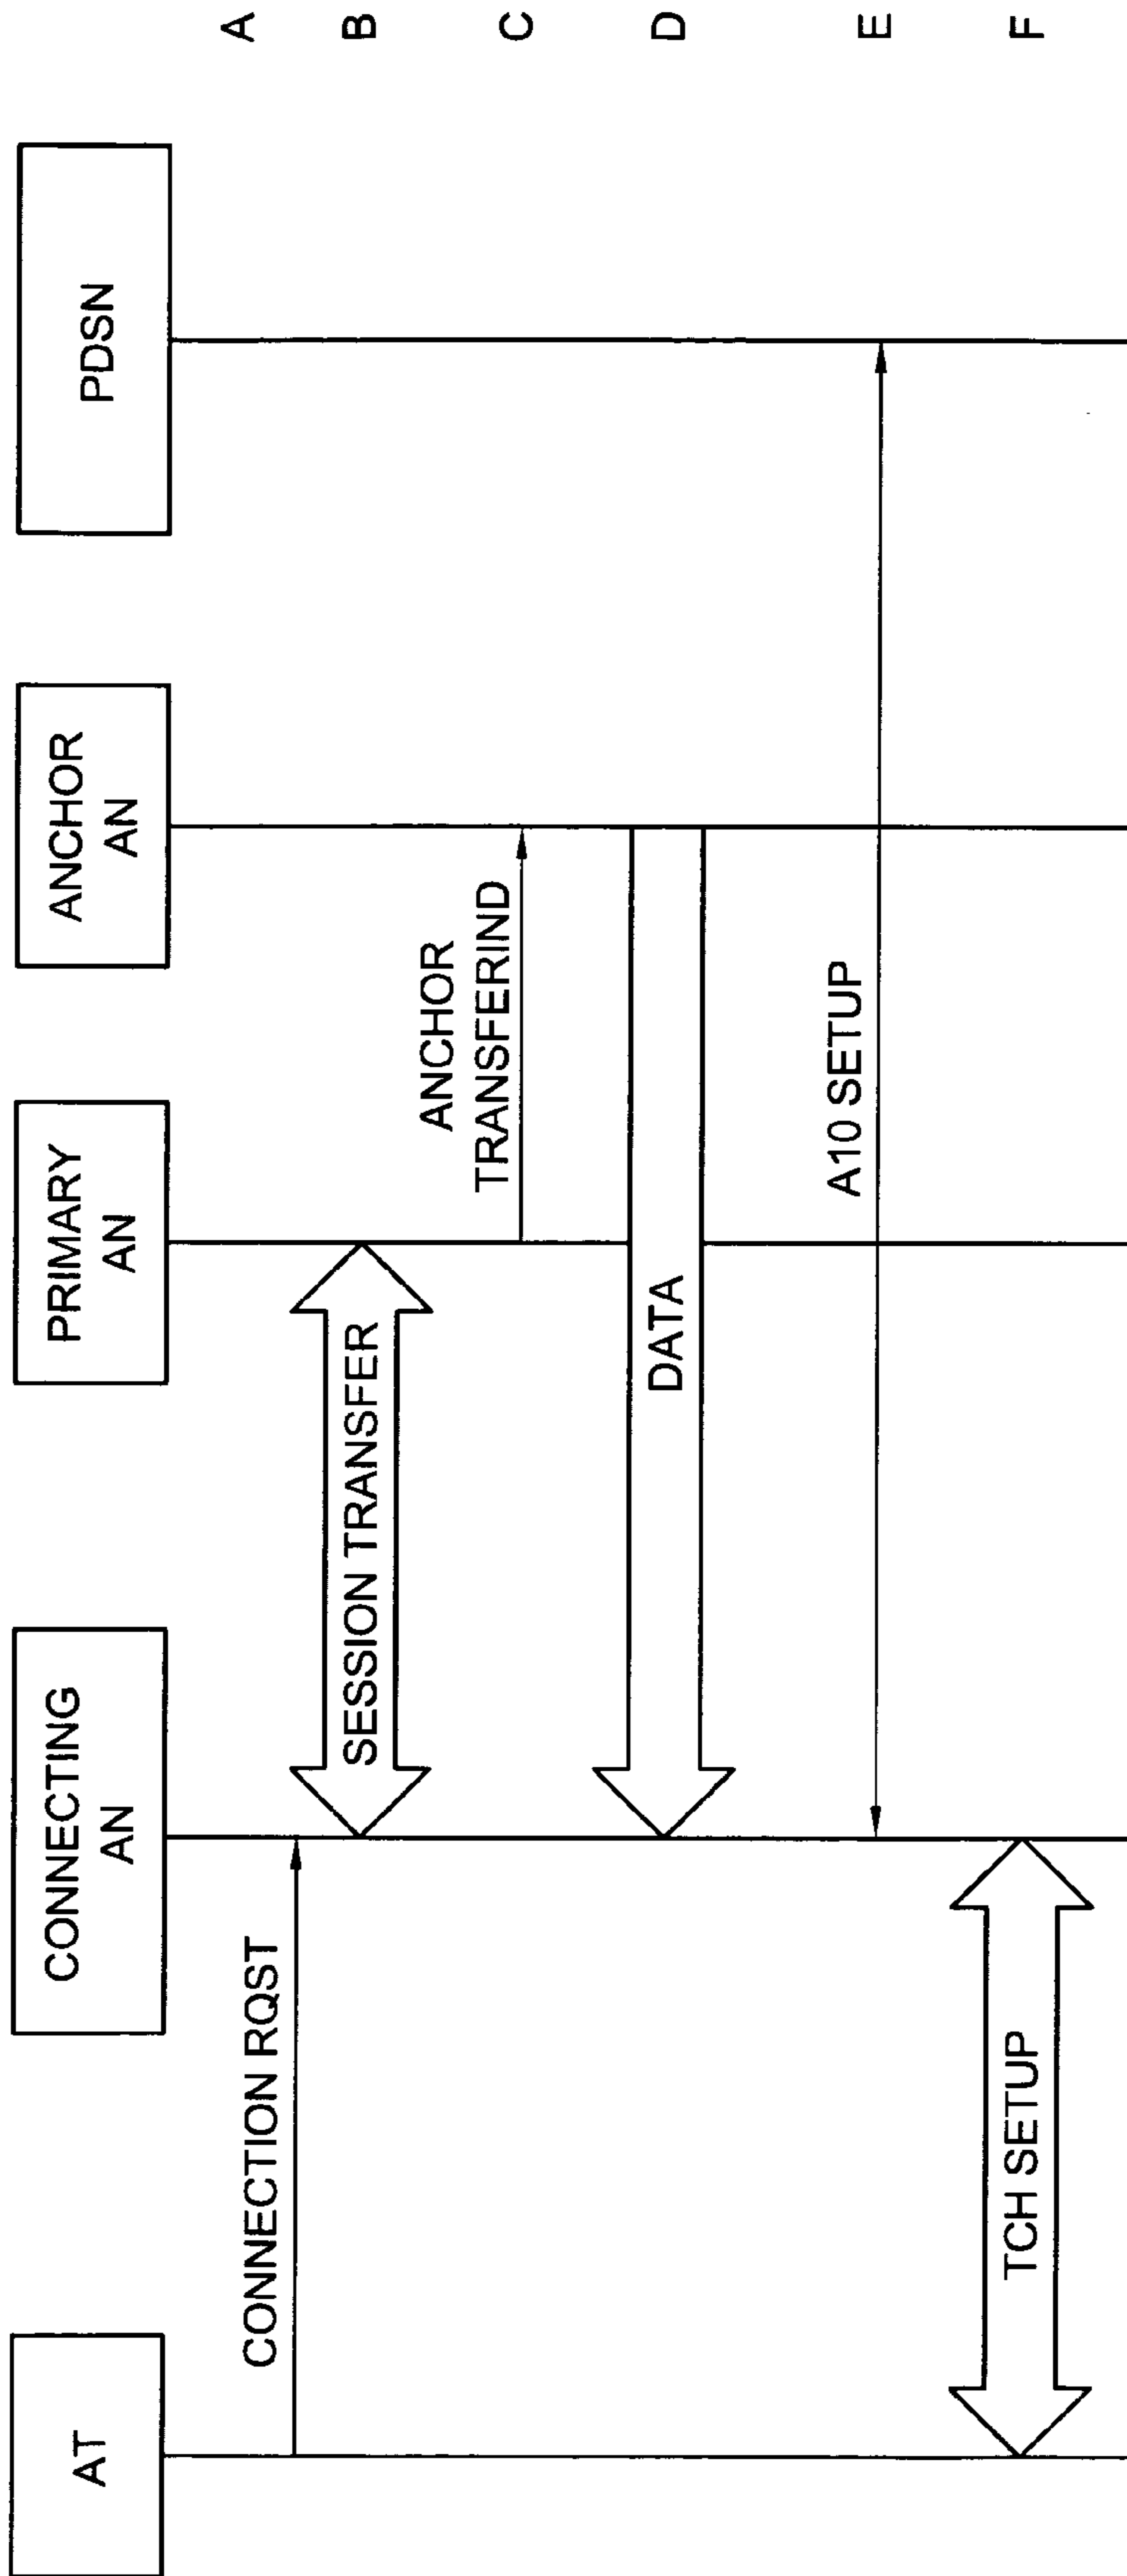 AT
CONNECTING
AN
PRIMARY
AN
ANCHOR
AN
PDSN
CONNECTION RQST
A
SESSION TRANSFER
B
ANCHOR
TRANSFERIND
C
DATA
D
A10 SETUP
E
TCH SETUP
F